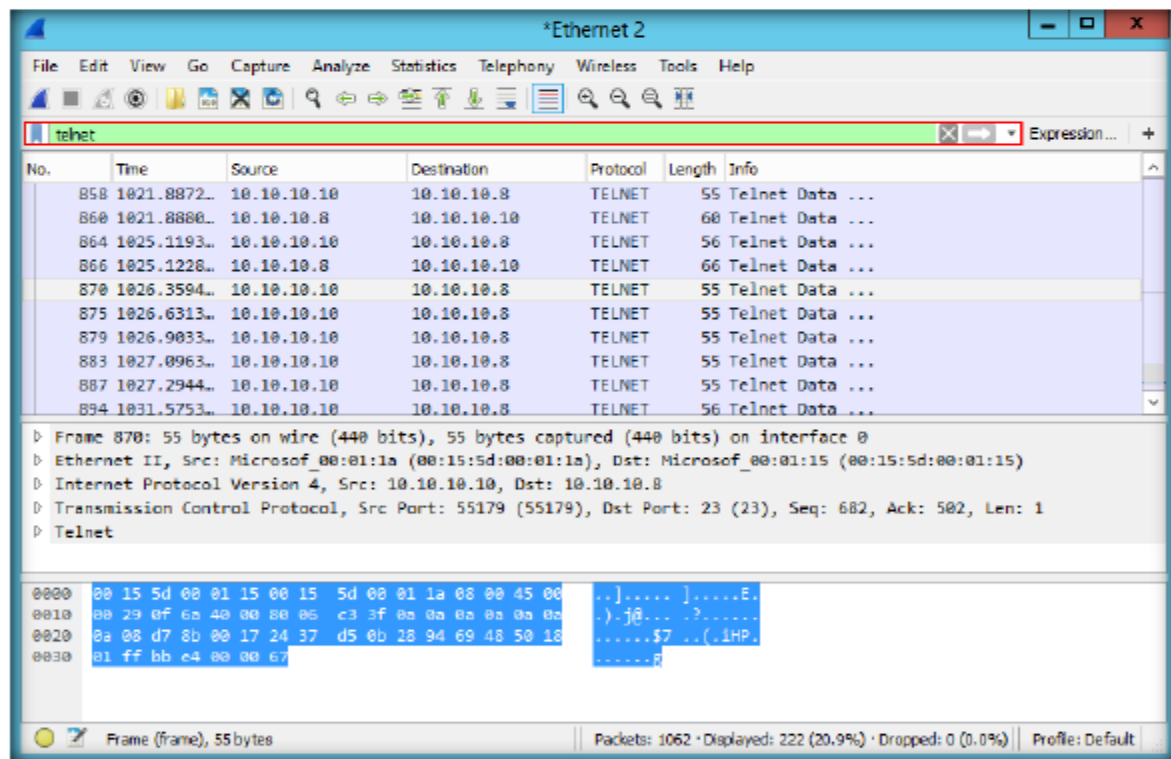 *Ethernet 2
File Edit View Go Capture Analyze Statistics Telephony Wireless Tools Help
telnet Expression... +
No. Time Source Destination Protocol Length Info
858 1021.8872… 10.10.10.10 10.10.10.8 TELNET 55 Telnet Data ...
860 1021.8880… 10.10.10.8 10.10.10.10 TELNET 60 Telnet Data ...
864 1025.1193… 10.10.10.10 10.10.10.8 TELNET 56 Telnet Data ...
866 1025.1228… 10.10.10.8 10.10.10.10 TELNET 66 Telnet Data ...
870 1026.3594… 10.10.10.10 10.10.10.8 TELNET 55 Telnet Data ...
875 1026.6313… 10.10.10.10 10.10.10.8 TELNET 55 Telnet Data ...
879 1026.9033… 10.10.10.10 10.10.10.8 TELNET 55 Telnet Data ...
883 1027.0963… 10.10.10.10 10.10.10.8 TELNET 55 Telnet Data ...
887 1027.2944… 10.10.10.10 10.10.10.8 TELNET 55 Telnet Data ...
894 1031.5753… 10.10.10.10 10.10.10.8 TELNET 56 Telnet Data ...
Frame 870: 55 bytes on wire (440 bits), 55 bytes captured (440 bits) on interface 0
Ethernet II, Src: Microsof_00:01:1a (00:15:5d:00:01:1a), Dst: Microsof_00:01:15 (00:15:5d:00:01:15)
Internet Protocol Version 4, Src: 10.10.10.10, Dst: 10.10.10.8
Transmission Control Protocol, Src Port: 55179 (55179), Dst Port: 23 (23), Seq: 682, Ack: 502, Len: 1
Telnet
0000 00 15 5d 00 01 15 00 15 5d 00 01 1a 08 00 45 00 ..]..... ].....E.
0010 00 29 0f 6a 40 00 80 06 c3 3f 0a 0a 0a 0a 0a 0a .).j@... .?......
0020 0a 08 d7 8b 00 17 24 37 d5 0b 28 94 69 48 50 18 ......$7 ..(.iHP.
0030 01 ff bb e4 00 00 67 ......g
Frame (frame), 55 bytes Packets: 1062 · Displayed: 222 (20.9%) · Dropped: 0 (0.0%) Profile: Default